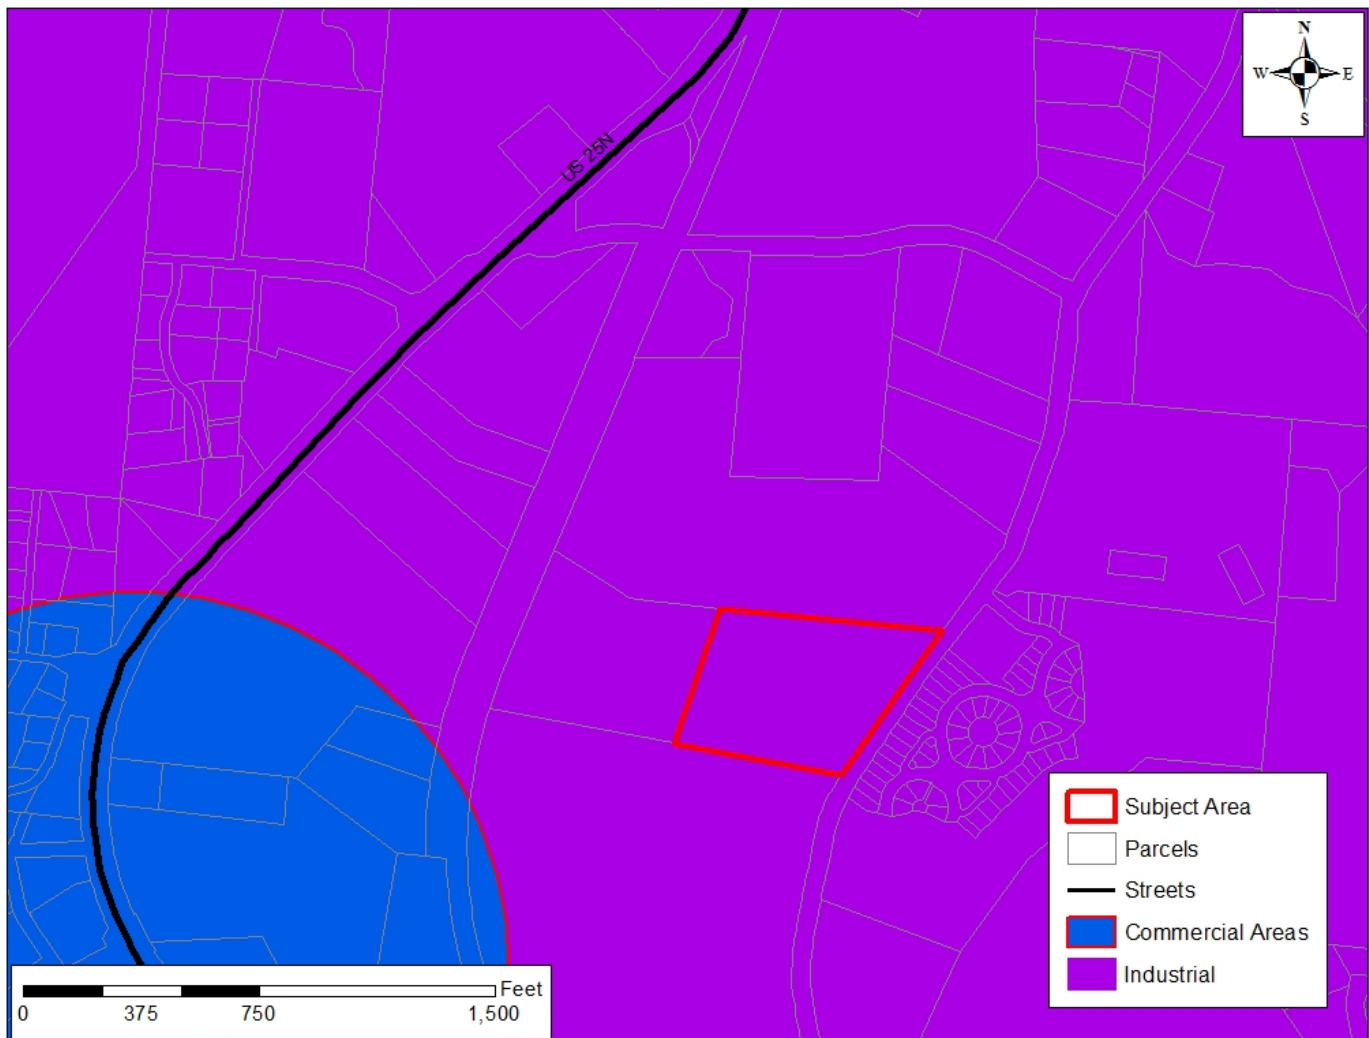 N
W E
S
US 25N
Subject Area
Parcels
Streets
Commercial Areas
Industrial
Feet
0 375 750 1,500